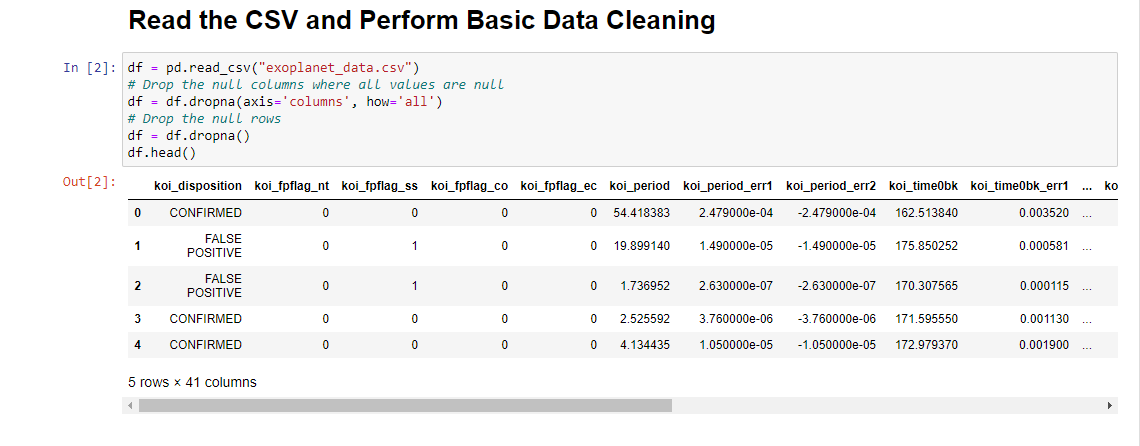 Read the CSV and Perform Basic Data Cleaning
In [2]: df = pd.read_csv("exoplanet_data.csv")
# Drop the null columns where all values are null
df = df.dropna(axis='columns', how='all')
# Drop the null rows
df = df.dropna()
df.head()
Out[2]:
koi_disposition koi_fpflag_nt koi_fpflag_ss koi_fpflag_co koi_fpflag_ec koi_period koi_period_err1 koi_period_err2 koi_time0bk koi_time0bk_err1 ... ko
0 CONFIRMED 0 0 0 0 54.418383 2.479000e-04 -2.479000e-04 162.513840 0.003520 ...
1 FALSE POSITIVE 0 1 0 0 19.899140 1.490000e-05 -1.490000e-05 175.850252 0.000581 ...
2 FALSE POSITIVE 0 1 0 0 1.736952 2.630000e-07 -2.630000e-07 170.307565 0.000115 ...
3 CONFIRMED 0 0 0 0 2.525592 3.760000e-06 -3.760000e-06 171.595550 0.001130 ...
4 CONFIRMED 0 0 0 0 4.134435 1.050000e-05 -1.050000e-05 172.979370 0.001900 ...
5 rows × 41 columns